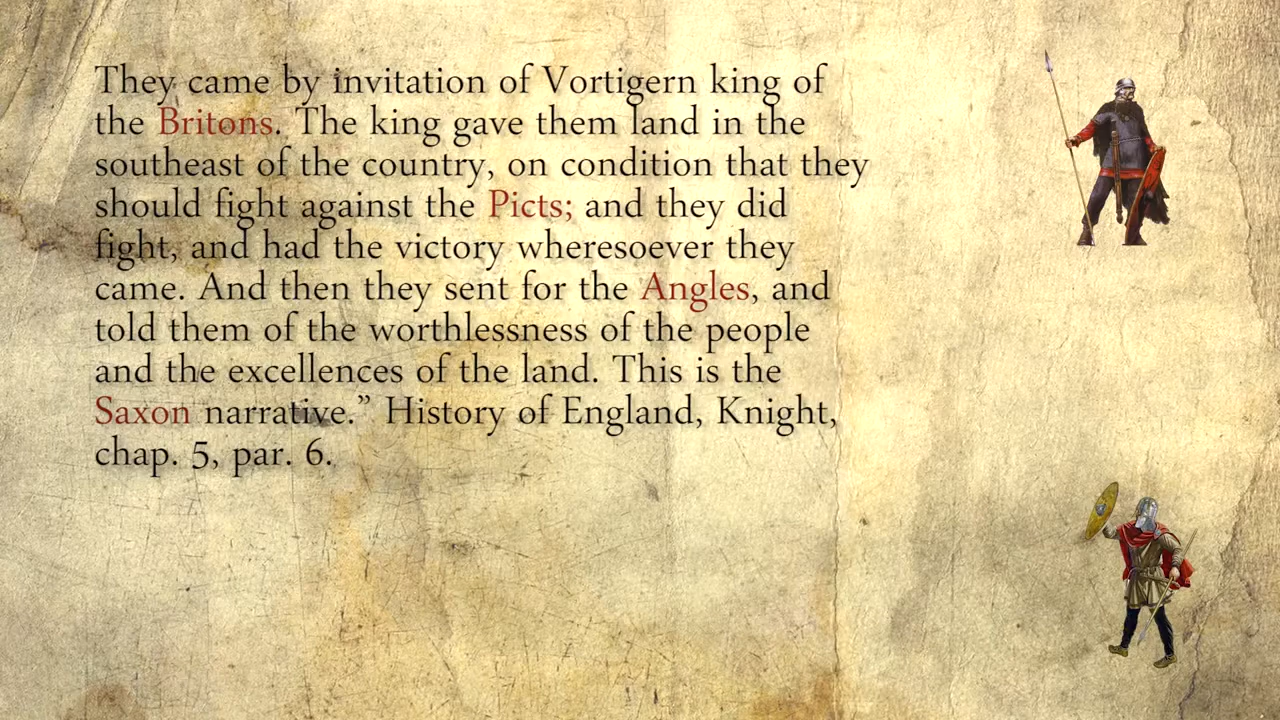 They came by invitation of Vortigern king of
the Britons. The king gave them land in the
southeast of the country, on condition that they
should fight against the Picts; and they did
fight, and had the victory wheresoever they
came. And then they sent for the Angles, and
told them of the worthlessness of the people
and the excellences of the land. This is the
Saxon narrative.” History of England, Knight,
chap. 5, par. 6.